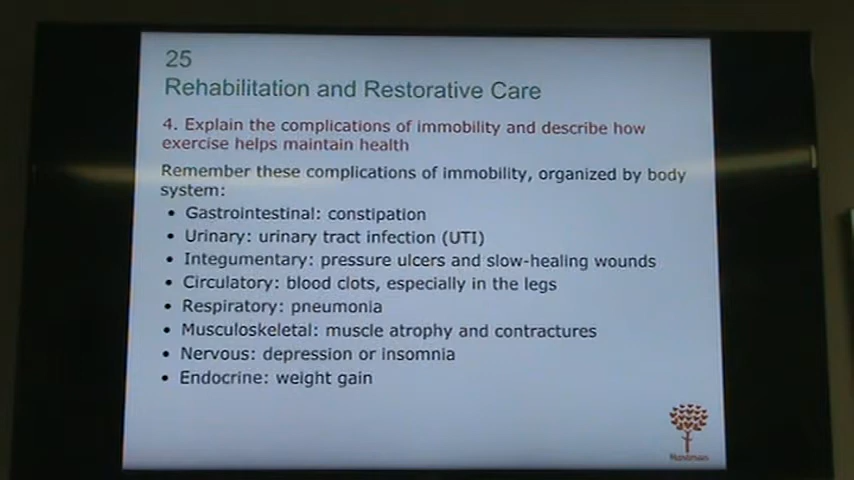 25
Rehabilitation and Restorative Care
4. Explain the complications of immobility and describe how
exercise helps maintain health
Remember these complications of immobility, organized by body
system:
• Gastrointestinal: constipation
• Urinary: urinary tract infection (UTI)
• Integumentary: pressure ulcers and slow-healing wounds
• Circulatory: blood clots, especially in the legs
• Respiratory: pneumonia
• Musculoskeletal: muscle atrophy and contractures
• Nervous: depression or insomnia
• Endocrine: weight gain